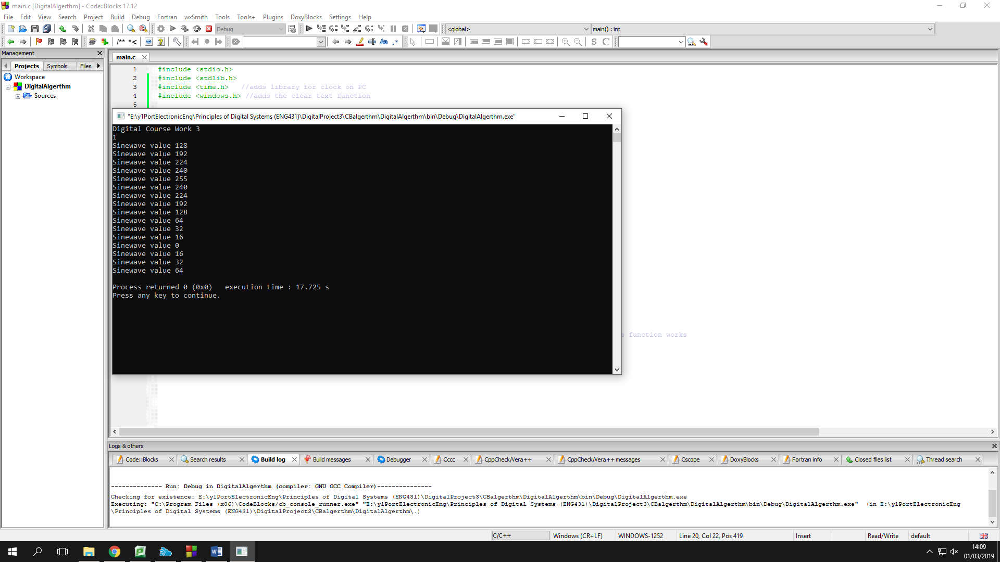 main.c [DigitalAlgerthm] - Code::Blocks 17.12
File Edit View Search Project Build Debug Fortran wxSmith Tools Tools+ Plugins DoxyBlocks Settings Help
Debug <global> main() : int
/** *< Aa .* S C
Management
Projects Symbols Files
main.c
Workspace
DigitalAlgerthm
Sources
1 #include <stdio.h>
2 #include <stdlib.h>
3 #include <time.h> //adds library for clock on PC
4 #include <windows.h> //adds the clear text function
5
"E:\y1PortElectronicEng\Principles of Digital Systems (ENG431)\DigitalProject3\CBalgerthm\DigitalAlgerthm\bin\Debug\DigitalAlgerthm.exe"
Digital Course Work 3
1
Sinewave value 128
Sinewave value 192
Sinewave value 224
Sinewave value 240
Sinewave value 255
Sinewave value 240
Sinewave value 224
Sinewave value 192
Sinewave value 128
Sinewave value 64
Sinewave value 32
Sinewave value 16
Sinewave value 0
Sinewave value 16
Sinewave value 32
Sinewave value 64
Process returned 0 (0x0) execution time : 17.725 s
Press any key to continue.
s function works
Logs & others
Code::Blocks Search results Build log Build messages Debugger Cccc CppCheck/Vera++ CppCheck/Vera++ messages Cscope DoxyBlocks Fortran info Closed files list Thread search
-------------- Run: Debug in DigitalAlgerthm (compiler: GNU GCC Compiler)---------------
Checking for existence: E:\y1PortElectronicEng\Principles of Digital Systems (ENG431)\DigitalProject3\CBalgerthm\DigitalAlgerthm\bin\Debug\DigitalAlgerthm.exe
Executing: "C:\Program Files (x86)\CodeBlocks/cb_console_runner.exe" "E:\y1PortElectronicEng\Principles of Digital Systems (ENG431)\DigitalProject3\CBalgerthm\DigitalAlgerthm\bin\Debug\DigitalAlgerthm.exe" (in E:\y1PortElectronicEng
\Principles of Digital Systems (ENG431)\DigitalProject3\CBalgerthm\DigitalAlgerthm\.)
C/C++ Windows (CR+LF) WINDOWS-1252 Line 20, Col 22, Pos 419 Insert Read/Write default
14:09
01/03/2019